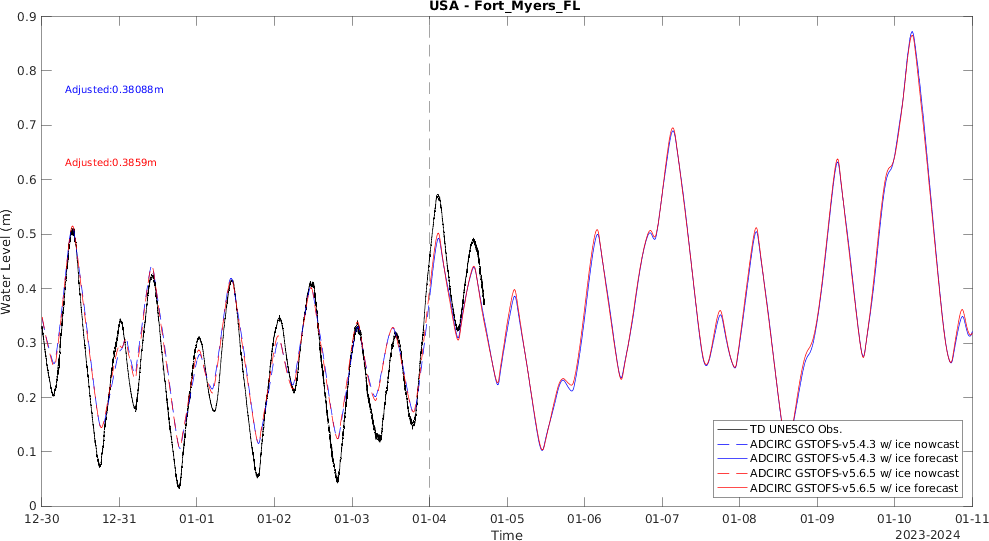 USA - Fort_Myers_FL
0.9
0.8
0.7
0.6
0.5
0.4
0.3
0.2
0.1
0
Water Level (m)
Adjusted:0.38088m
Adjusted:0.3859m
TD UNESCO Obs.
ADCIRC GSTOFS-v5.4.3 w/ ice nowcast
ADCIRC GSTOFS-v5.4.3 w/ ice forecast
ADCIRC GSTOFS-v5.6.5 w/ ice nowcast
ADCIRC GSTOFS-v5.6.5 w/ ice forecast
12-30 12-31 01-01 01-02 01-03 01-04 01-05 01-06 01-07 01-08 01-09 01-10 01-11
Time
2023-2024